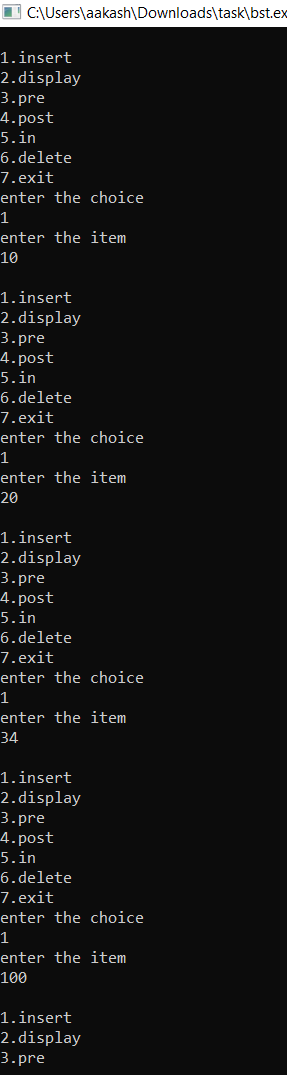 C:\Users\aakash\Downloads\task\bst.ex
1.insert
2.display
3.pre
4.post
5.in
6.delete
7.exit
enter the choice
1
enter the item
10
1.insert
2.display
3.pre
4.post
5.in
6.delete
7.exit
enter the choice
1
enter the item
20
1.insert
2.display
3.pre
4.post
5.in
6.delete
7.exit
enter the choice
1
enter the item
34
1.insert
2.display
3.pre
4.post
5.in
6.delete
7.exit
enter the choice
1
enter the item
100
1.insert
2.display
3.pre